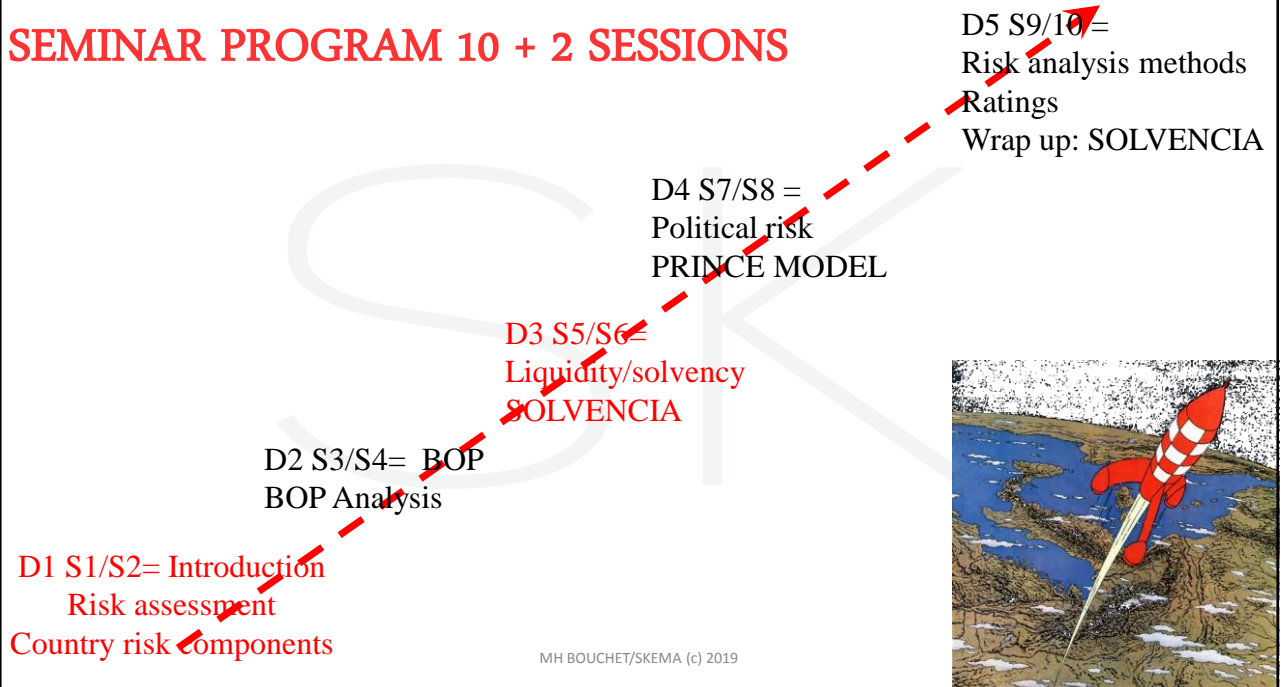 SEMINAR PROGRAM 10 + 2 SESSIONS
D5 S9/10 =
Risk analysis methods
Ratings
Wrap up: SOLVENCIA
D4 S7/S8 =
Political risk
PRINCE MODEL
D3 S5/S6=
Liquidity/solvency
SOLVENCIA
D2 S3/S4= BOP
BOP Analysis
D1 S1/S2= Introduction
Risk assessment
Country risk components
MH BOUCHET/SKEMA (c) 2019
SK